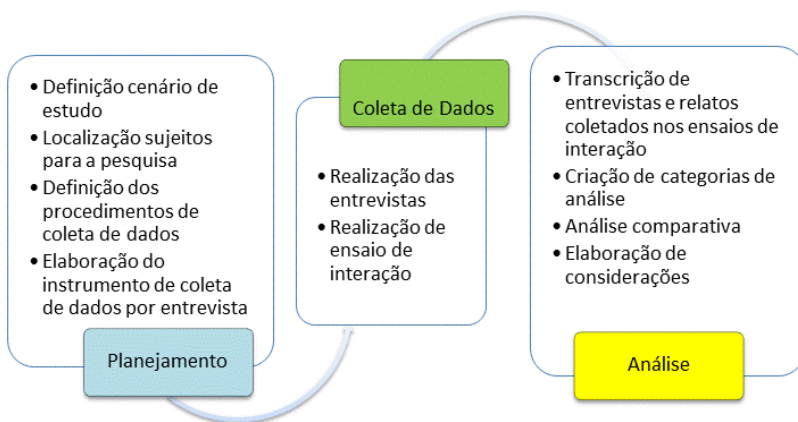 • Definição cenário de
estudo
• Localização sujeitos
para a pesquisa
• Definição dos
procedimentos de
coleta de dados
• Elaboração do
instrumento de coleta
de dados por entrevista
Planejamento
Coleta de Dados
• Realização das
entrevistas
• Realização de
ensaio de
interação
• Transcrição de
entrevistas e relatos
coletados nos ensaios de
interação
• Criação de categorias de
análise
• Análise comparativa
• Elaboração de
considerações
Análise